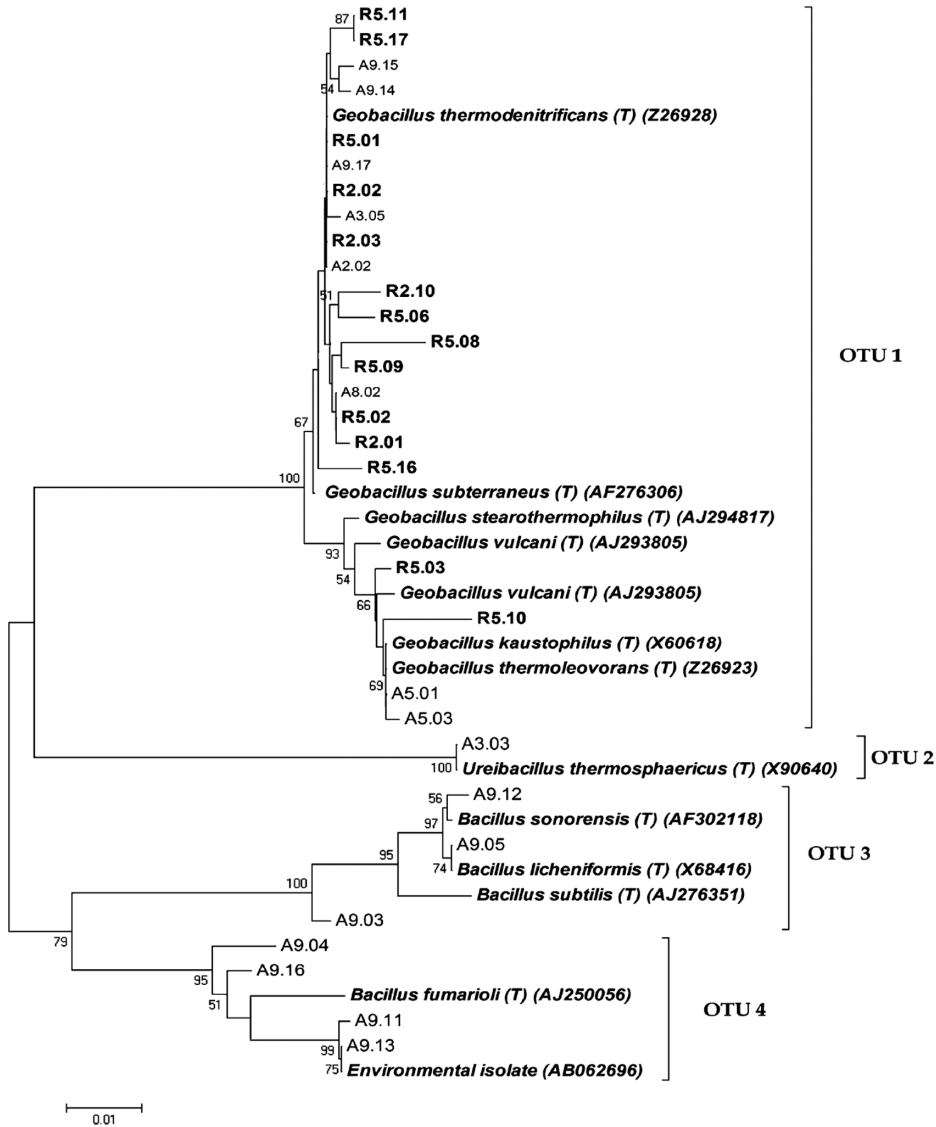 87
R5.11
R5.17
A9.15
54
A9.14
Geobacillus thermodenitrificans (T) (Z26928)
R5.01
A9.17
R2.02
A3.05
R2.03
A2.02
51
R2.10
R5.06
R5.08
OTU 1
R5.09
A8.02
R5.02
67
R2.01
R5.16
100
Geobacillus subterraneus (T) (AF276306)
Geobacillus stearothermophilus (T) (AJ294817)
93
Geobacillus vulcani (T) (AJ293805)
R5.03
54
Geobacillus vulcani (T) (AJ293805)
66
R5.10
Geobacillus kaustophilus (T) (X60618)
Geobacillus thermoleovorans (T) (Z26923)
69
A5.01
A5.03
A3.03
OTU 2
100
Ureibacillus thermosphaericus (T) (X90640)
56
A9.12
Bacillus sonorensis (T) (AF302118)
97
A9.05
OTU 3
95
74
Bacillus licheniformis (T) (X68416)
100
Bacillus subtilis (T) (AJ276351)
A9.03
79
A9.04
95
A9.16
51
Bacillus fumarioli (T) (AJ250056)
OTU 4
A9.11
99
A9.13
75
Environmental isolate (AB062696)
0.01